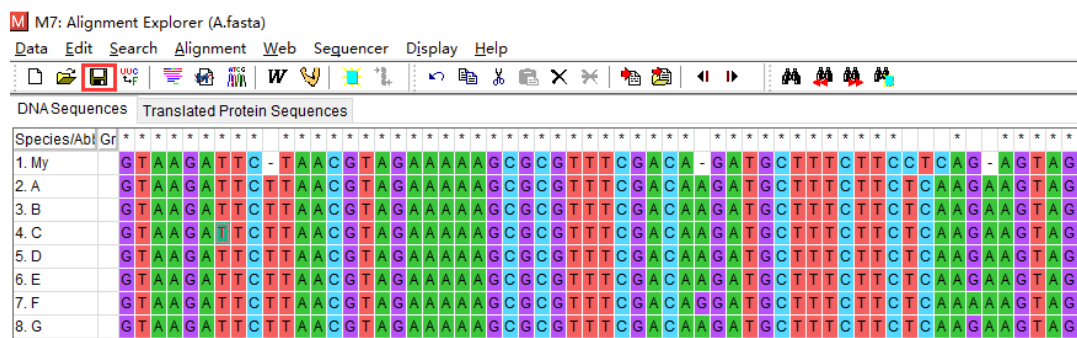 M7: Alignment Explorer (A.fasta)
Data Edit Search Alignment Web Sequencer Display Help
DNA Sequences Translated Protein Sequences
Species/Abl Gr * * * * * * * * * * * * * * * * * * * * * * * * * * * * * * * * * * * * * * * * * * * * * * * * * * * * * *
1. My G T A A G A T T C - T A A C G T A G A A A A A G C G C G T T T C G A C A - G A T G C T T T C T T C C T C A G - A G T A G
2. A G T A A G A T T C T T A A C G T A G A A A A A G C G C G T T T C G A C A A G A T G C T T T C T T C T C A A G A A G T A G
3. B G T A A G A T T C T T A A C G T A G A A A A A G C G C G T T T C G A C A A G A T G C T T T C T T C T C A A G A A G T A G
4. C G T A A G A T T C T T A A C G T A G A A A A A G C G C G T T T C G A C A A G A T G C T T T C T T C T C A A G A A G T A G
5. D G T A A G A T T C T T A A C G T A G A A A A A G C G C G T T T C G A C A A G A T G C T T T C T T C T C A A G A A G T A G
6. E G T A A G A T T C T T A A C G T A G A A A A A G C G C G T T T C G A C A A G A T G C T T T C T T C T C A A G A A G T A G
7. F G T A A G A T T C T T A A C G T A G A A A A A G C G C G T T T C G A C A G G A T G C T T T C T T C T C A A A A A G T A G
8. G G T A A G A T T C T T A A C G T A G A A A A A G C G C G T T T C G A C A A G A T G C T T T C T T C T C A A G A A G T A G